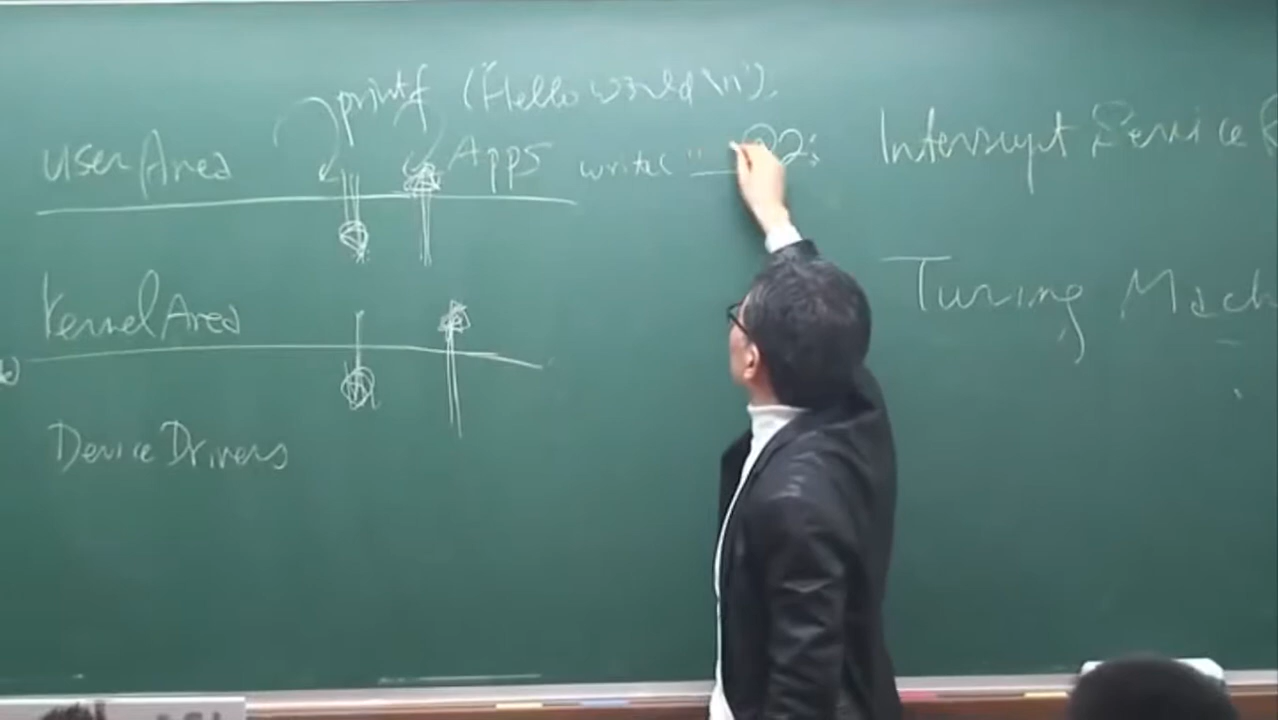 printf ("Hello World \n");
User Area
Apps
write( "
Interrupt Service
Kernel Area
Turing Mach
Device Drivers